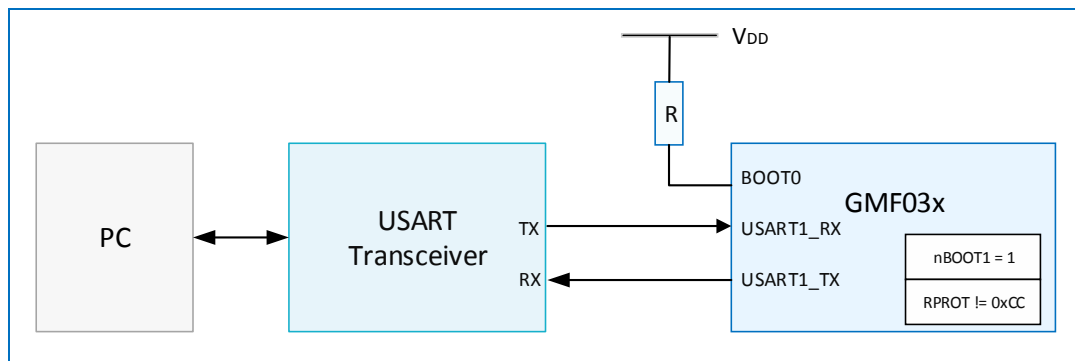 VDD
R
BOOT0
GMF03x
PC
USART
Transceiver
TX
USART1_RX
RX
USART1_TX
nBOOT1 = 1
RPROT != 0xCC